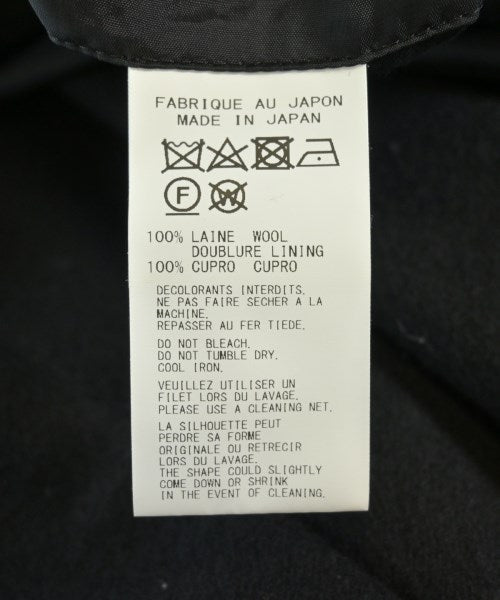 FABRIQUE AU JAPON
MADE IN JAPAN
F W
100% LAINE WOOL
DOUBLURE LINING
100% CUPRO CUPRO
DECOLORANTS INTERDITS.
NE PAS FAIRE SECHER A LA
MACHINE.
REPASSER AU FER TIEDE.
DO NOT BLEACH.
DO NOT TUMBLE DRY.
COOL IRON.
VEUILLEZ UTILISER UN
FILET LORS DU LAVAGE.
PLEASE USE A CLEANING NET.
LA SILHOUETTE PEUT
PERDRE SA FORME
ORIGINALE OU RETRECIR
LORS DU LAVAGE.
THE SHAPE COULD SLIGHTLY
COME DOWN OR SHRINK
IN THE EVENT OF CLEANING.